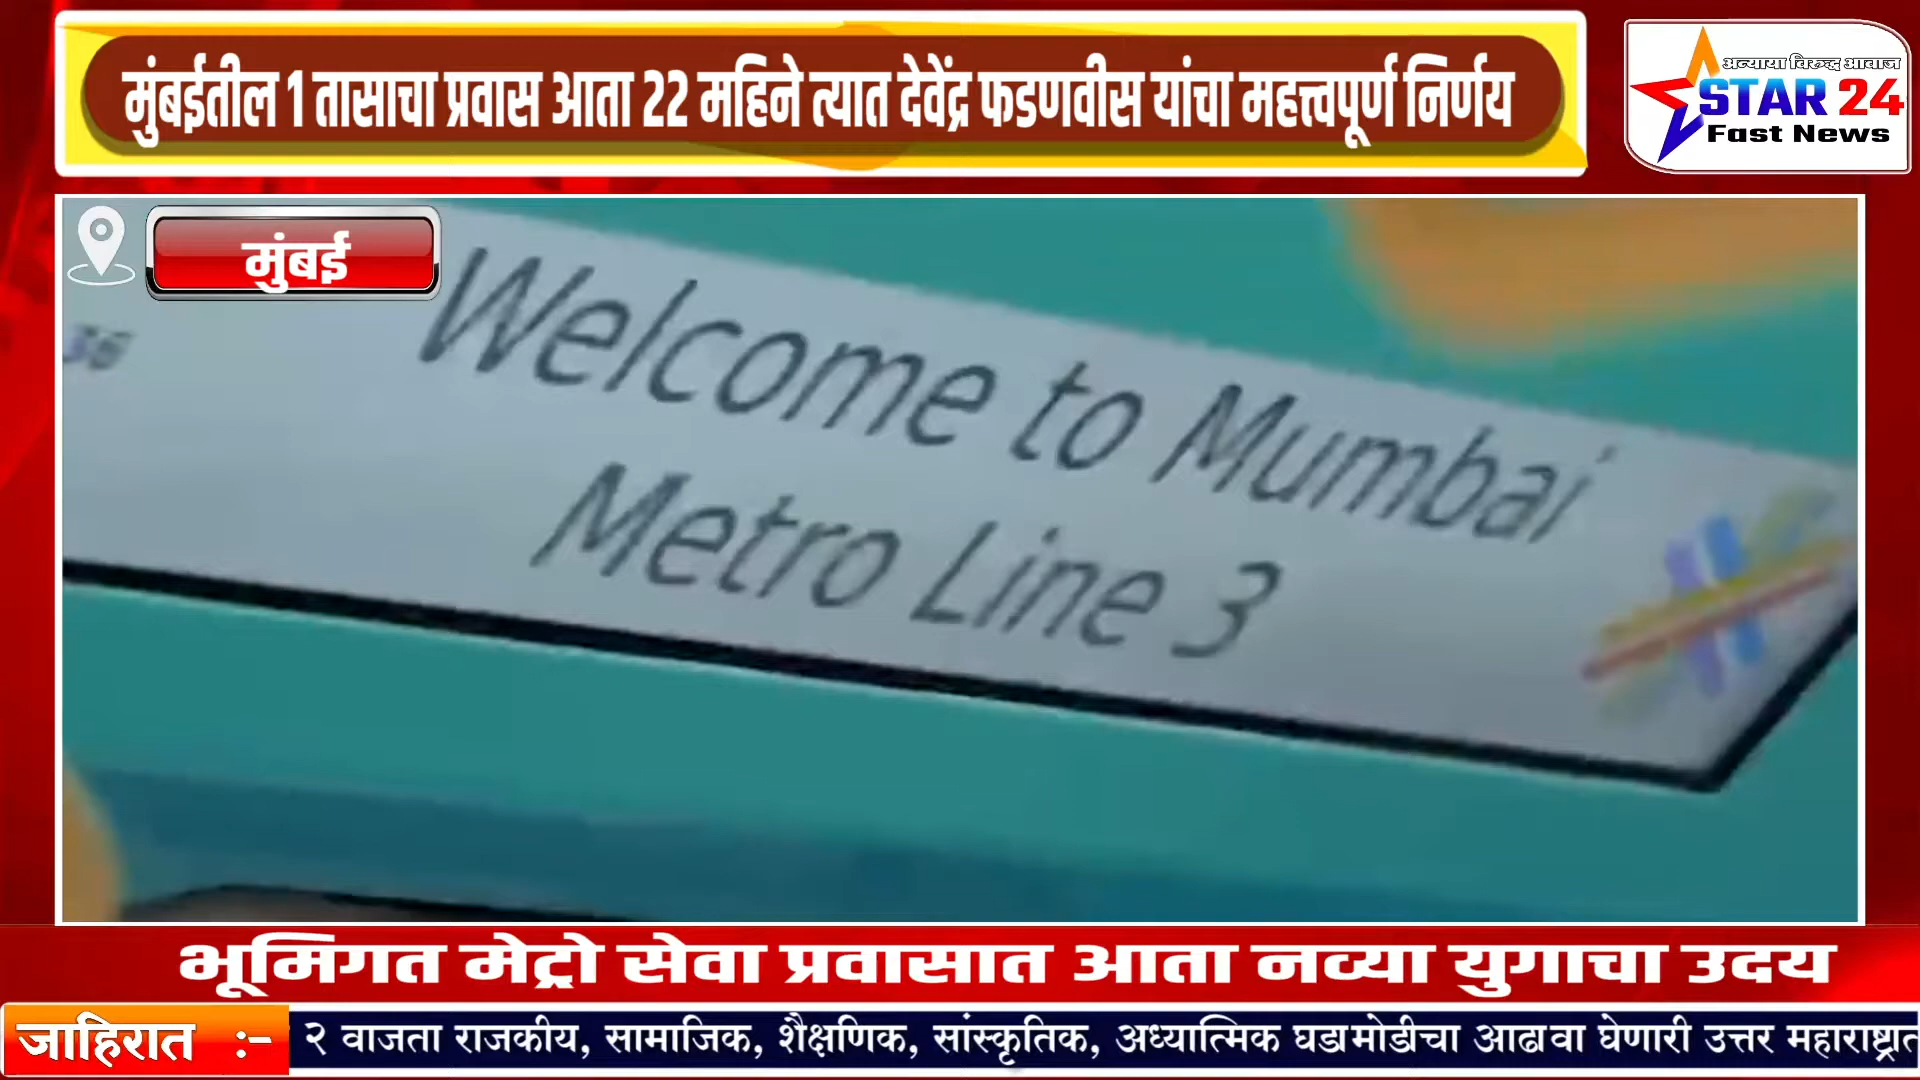 मुंबईतील 1 तासाचा प्रवास आता 22 महिने त्यात देवेंद्र फडणवीस यांचा महत्त्वपूर्ण निर्णय
अन्याया विरुद्ध आवाज
STAR 24
Fast News
मुंबई
36
Welcome to Mumbai
Metro Line 3
भूमिगत मेट्रो सेवा प्रवासात आता नव्या युगाचा उदय
जाहिरात :- २ वाजता राजकीय, सामाजिक, शैक्षणिक, सांस्कृतिक, अध्यात्मिक घडामोडीचा आढावा घेणारी उत्तर महाराष्ट्रात